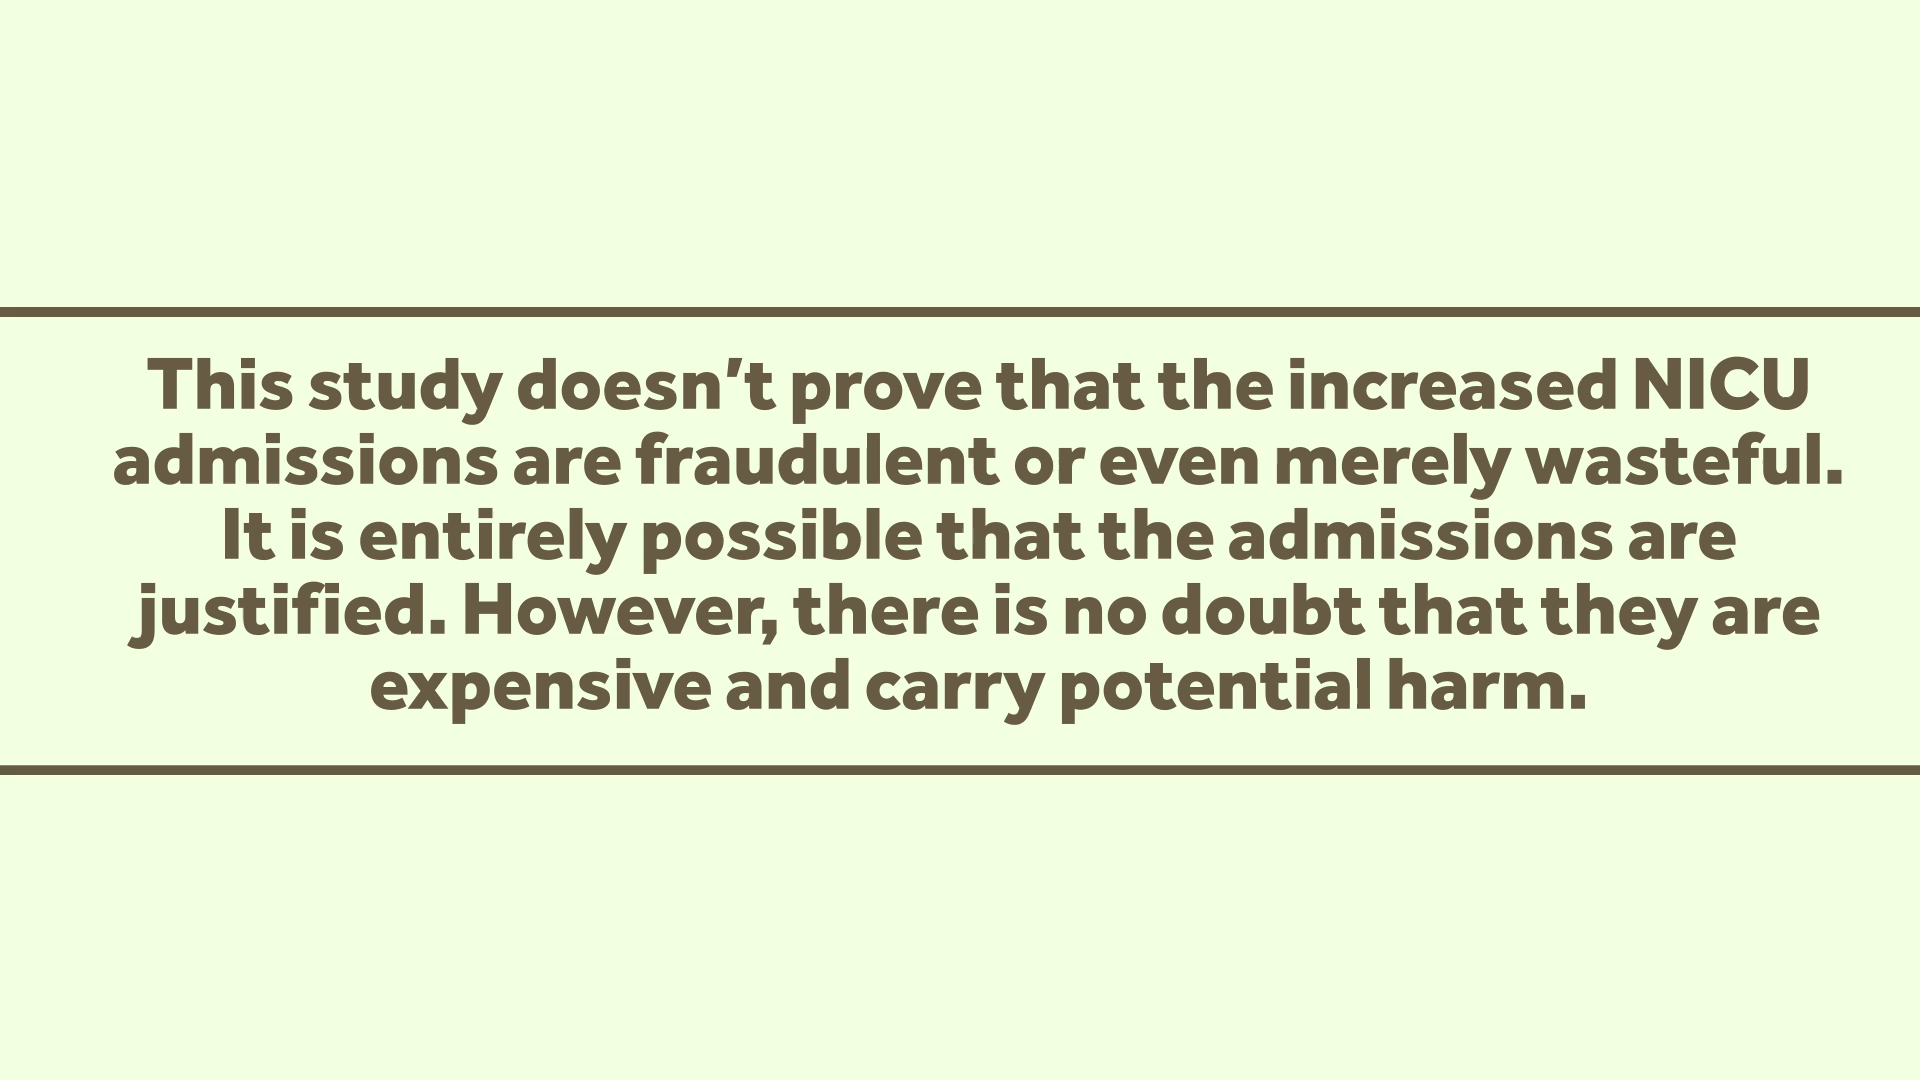 This study doesn't prove that the increased NICU
admissions are fraudulent or even merely wasteful.
It is entirely possible that the admissions are
justified. However, there is no doubt that they are
expensive and carry potential harm.